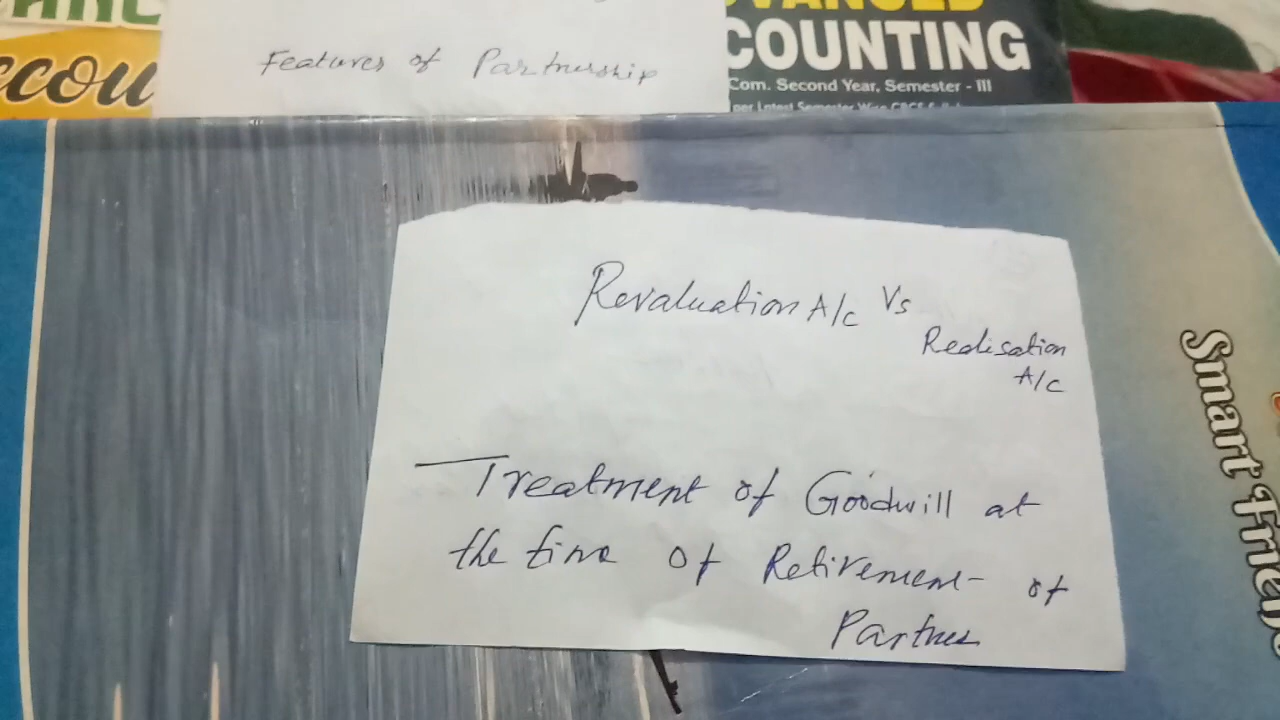 Features of Partnership
COUNTING
Com. Second Year, Semester - III
Revaluation A/c Vs
Realisation
A/c
Treatment of Goodwill at
the time of Retirement of
Partner
Smart Friend